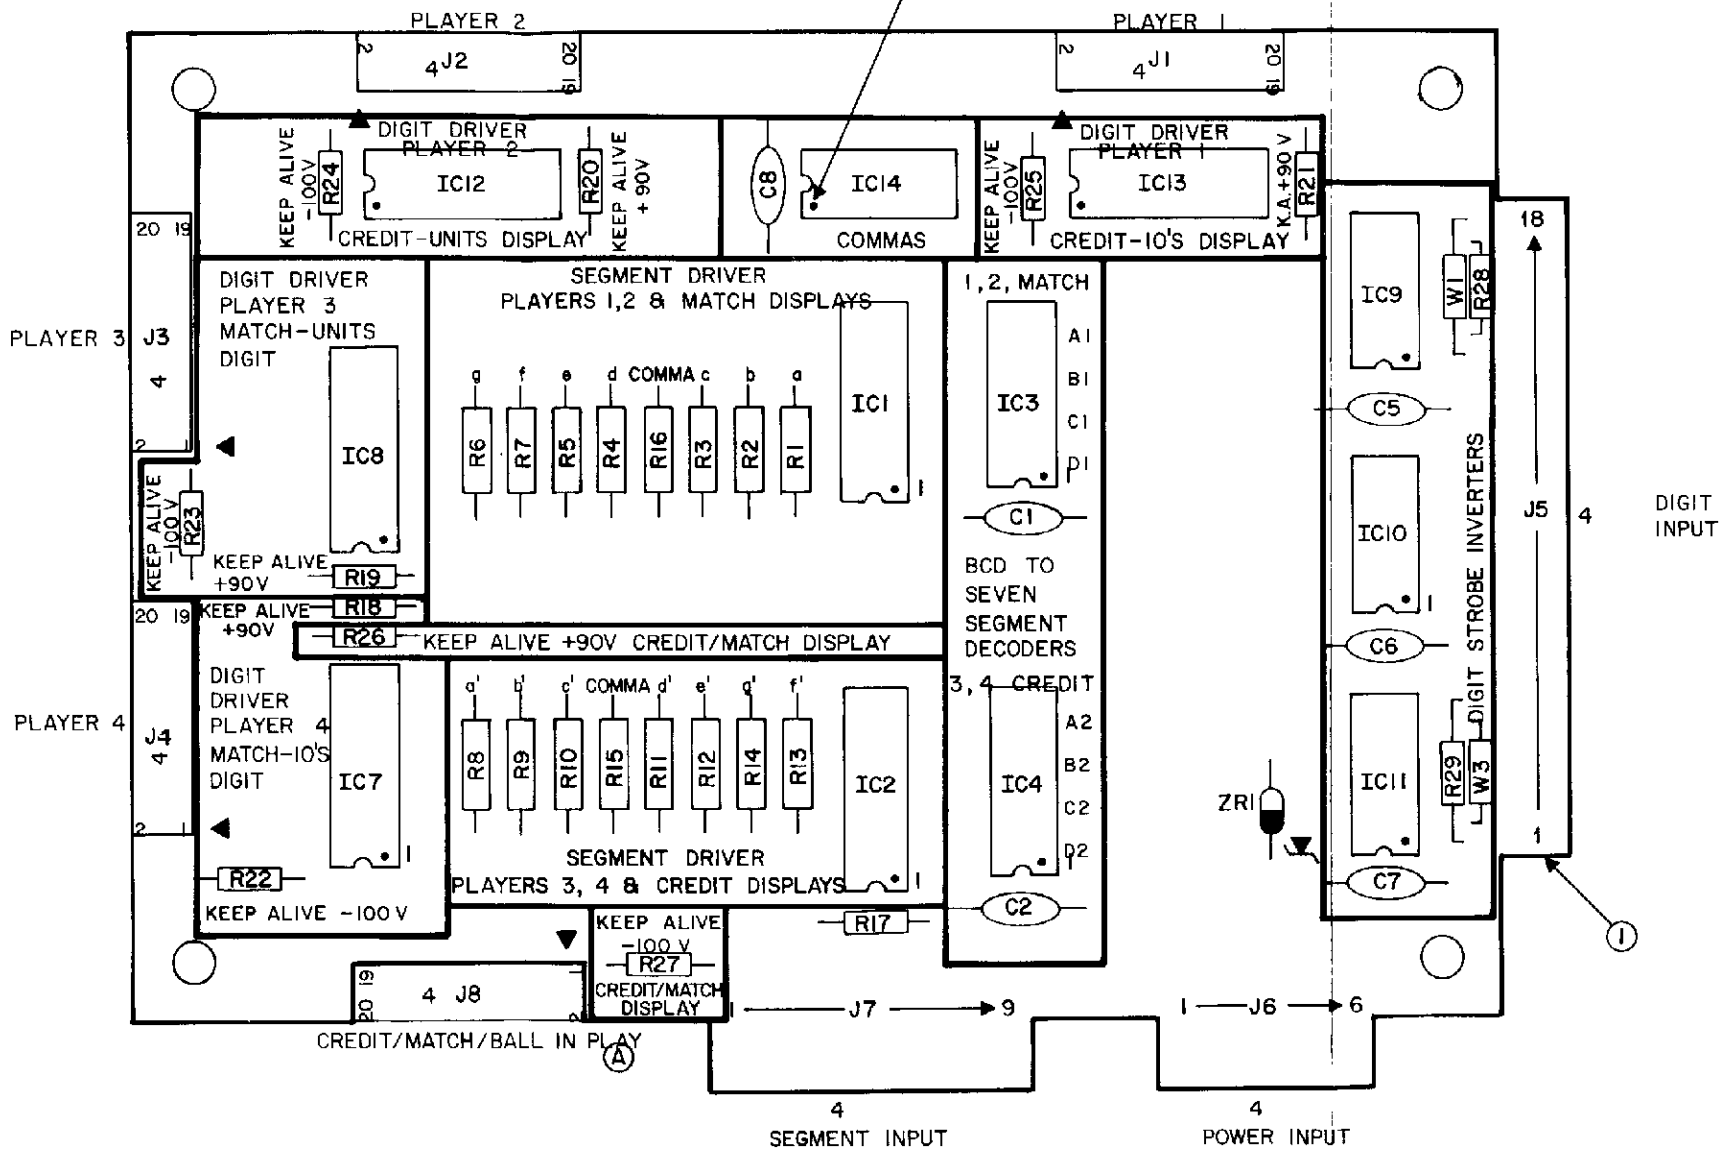 PLAYER 2
PLAYER 1
2 4 J2 20 19
2 4 J1 20 19
KEEP ALIVE
-100V
R24
DIGIT DRIVER
PLAYER 2
IC12
CREDIT-UNITS DISPLAY
R20
KEEP ALIVE
+90V
C8
IC14
COMMAS
KEEP ALIVE
-100V
R25
DIGIT DRIVER
PLAYER 1
IC13
CREDIT-10'S DISPLAY
K.A.+90 V
R21
20 19
PLAYER 3
J3
4
2 1
DIGIT DRIVER
PLAYER 3
MATCH-UNITS
DIGIT
IC8
KEEP ALIVE
-100 V
R23
KEEP ALIVE
+90V
R19
SEGMENT DRIVER
PLAYERS 1,2 & MATCH DISPLAYS
g f e d COMMA c b a
R6 R7 R5 R4 R16 R3 R2 R1
IC1
1
1, 2, MATCH
IC3
A1
B1
C1
D1
1
C1
BCD TO
SEVEN
SEGMENT
DECODERS
3, 4 CREDIT
IC4
A2
B2
C2
D2
1
C2
20 19
PLAYER 4
J4
4
2 1
KEEP ALIVE
+90V
R18
R26
KEEP ALIVE +90V CREDIT/MATCH DISPLAY
DIGIT
DRIVER
PLAYER 4
MATCH-10'S
DIGIT
IC7
1
R22
KEEP ALIVE -100 V
a' b' c' COMMA d' e' g' f'
R8 R9 R10 R15 R11 R12 R14 R13
IC2
1
SEGMENT DRIVER
PLAYERS 3, 4 & CREDIT DISPLAYS
R17
IC9
W1
R28
C5
IC10
1
C6
DIGIT STROBE INVERTERS
IC11
R29
W3
C7
ZR1
18
J5
1
4
DIGIT
INPUT
1
20 19
4 J8
1
2
CREDIT/MATCH/BALL IN PLAY
A
KEEP ALIVE
-100 V
R27
CREDIT/MATCH
DISPLAY
1 J7 9
1 J6 6
4
SEGMENT INPUT
4
POWER INPUT